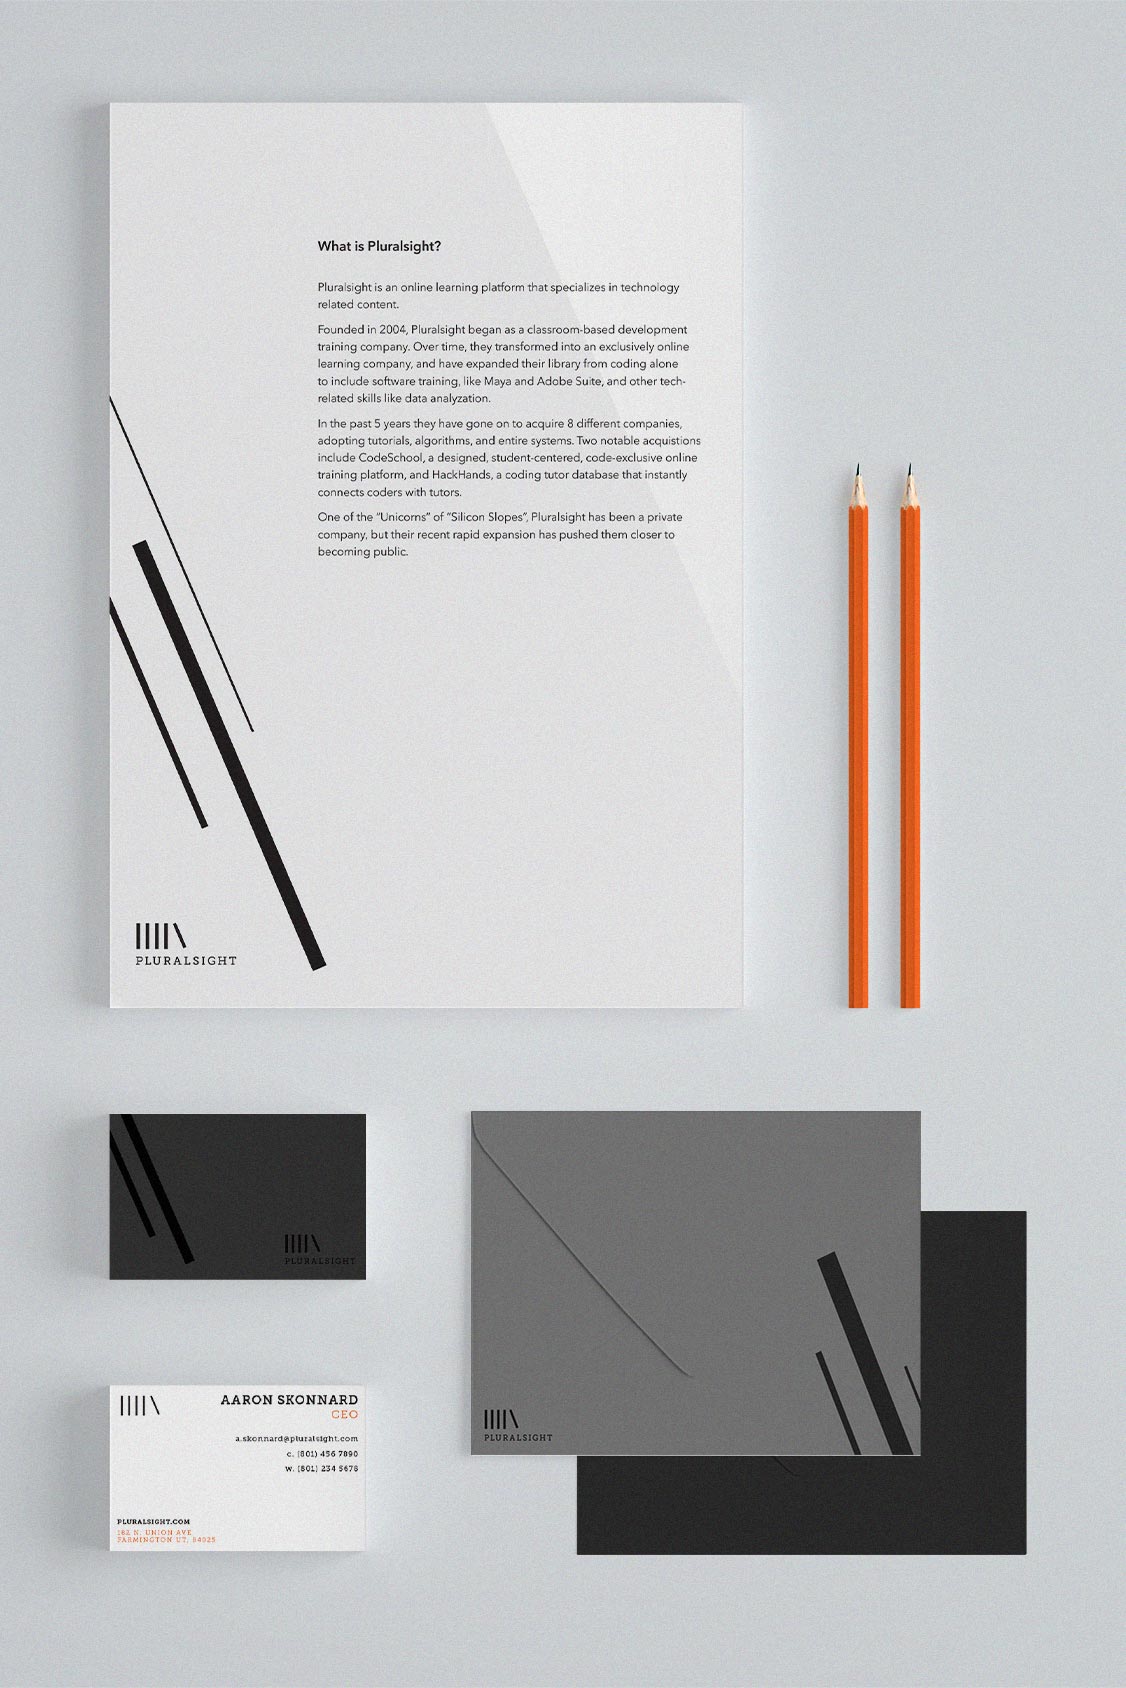 What is Pluralsight?
Pluralsight is an online learning platform that specializes in technology
related content.
Founded in 2004, Pluralsight began as a classroom-based development
training company. Over time, they transformed into an exclusively online
learning company, and have expanded their library from coding alone
to include software training, like Maya and Adobe Suite, and other tech-
related skills like data analyzation.
In the past 5 years they have gone on to acquire 8 different companies,
adopting tutorials, algorithms, and entire systems. Two notable acquistions
include CodeSchool, a designed, student-centered, code-exclusive online
training platform, and HackHands, a coding tutor database that instantly
connects coders with tutors.
One of the “Unicorns” of “Silicon Slopes”, Pluralsight has been a private
company, but their recent rapid expansion has pushed them closer to
becoming public.
PLURALSIGHT
PLURALSIGHT
AARON SKONNARD
CEO
a.skonnard@pluralsight.com
c. (801) 456 7890
w. (801) 234 5678
PLURALSIGHT.COM
182 N. UNION AVE
FARMINGTON UT, 84025
PLURALSIGHT